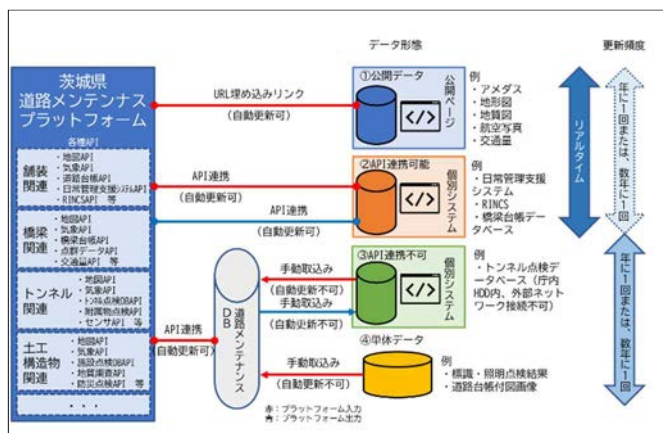 データ形態
更新頻度
茨城県
道路メンテンナス
プラットフォーム
各種API
舗装
関連
・地図API
・気象API
・道路台帳API
・日常管理支援システムAPI
・RINCSAPI 等
橋梁
関連
・地図API
・気象API
・橋梁台帳API
・点群データAPI
・交通量API 等
トンネル
関連
・地図API
・気象API
・トンネル点検DBAPI
・附属物点検API
・センサAPI 等
土工
構造物
関連
・地図API
・気象API
・施設点検DBAPI
・地質調査API
・防災点検API 等
・・・
URL埋め込みリンク
(自動更新可)
API連携
(自動更新可)
API連携
(自動更新可)
手動取込み
(自動更新不可)
手動取込み
(自動更新不可)
API連携
(自動更新可)
道路メンテナンス
DB
手動取込み
(自動更新不可)
赤:プラットフォーム入力
青:プラットフォーム出力
①公開データ
公開ページ
</>
例
・アメダス
・地形図
・地質図
・航空写真
・交通量
②API連携可能
個別システム
</>
例
・日常管理支援
システム
・RINCS
・橋梁台帳データ
ベース
③API連携不可
個別システム
</>
例
・トンネル点検デ
ータベース(庁内
HDD内、外部ネット
ワーク接続不可)
④単体データ
例
・標識・照明点検結果
・道路台帳付図画像
リアルタイム
年に1回または、数年に1回
年に1回または、数年に1回